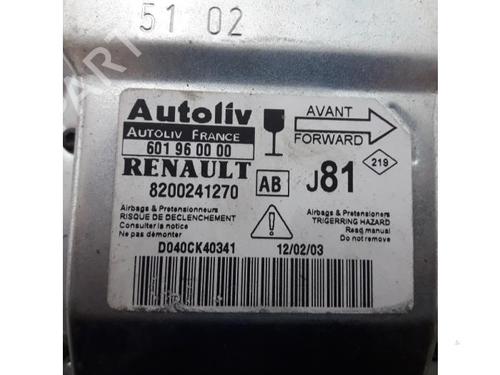 51 02
Autoliv
AUTOLIV FRANCE
601 96 00 00
RENAULT
8200241270 AB
AVANT
FORWARD
J81
219
Airbags & Pretensionneurs
RISQUE DE DECLENCHEMENT
Consulter la notice
Ne pas démonter
Airbags & Pretensioners
TRIGERRING HAZARD
Read manual
Do not remove
D040CK40341 12/02/03